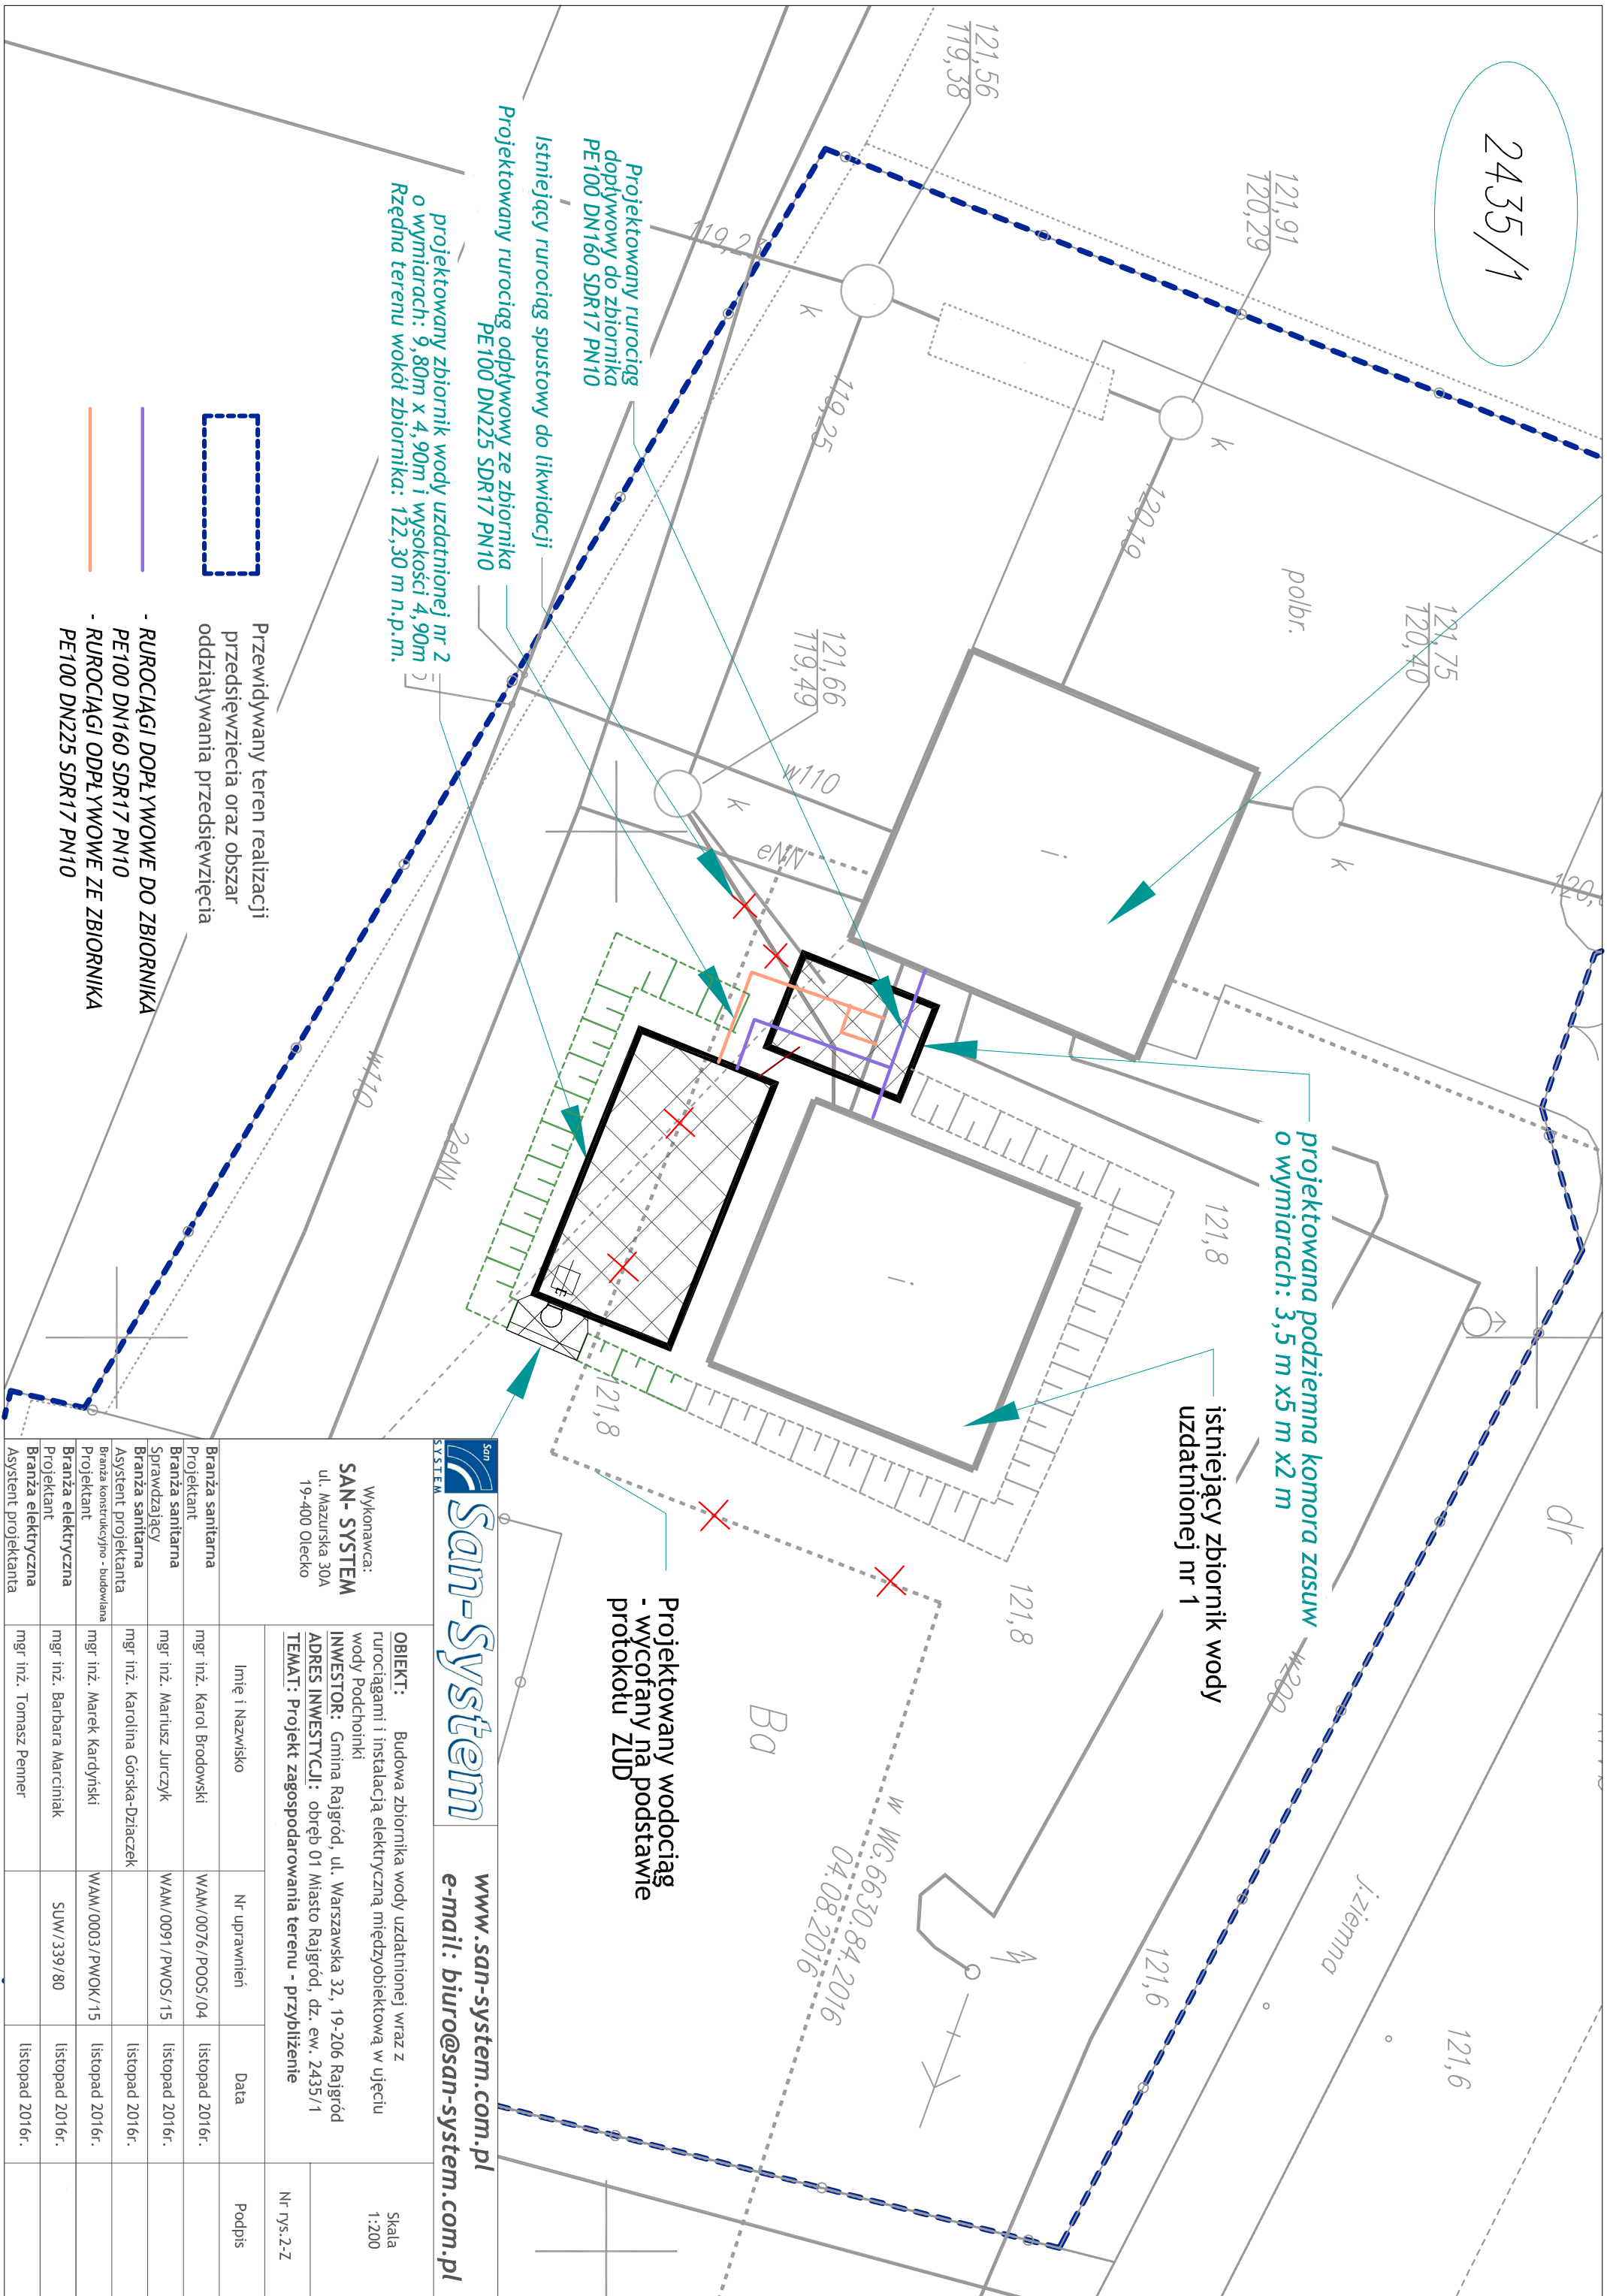 2435/1
121,56
119,38
121,91
120,29
121,75
120,40
121,66
119,49
119,25
120,19
polbr.
k
k
k
k
w110
eNN
i
i
Projektowany rurociąg
dopływowy do zbiornika
PE100 DN160 SDR17 PN10
Istniejący rurociąg spustowy do likwidacji
Projektowany rurociąg odpływowy ze zbiornika
PE100 DN225 SDR17 PN10
projektowany zbiornik wody uzdatnionej nr 2
o wymiarach: 9,80m x 4,90m i wysokości 4,90m
Rzędna terenu wokół zbiornika: 122,30 m n.p.m.
Przewidywany teren realizacji
przedsięwziecia oraz obszar
oddziaływania przedsięwzięcia
- RUROCIĄGI DOPŁYWOWE DO ZBIORNIKA
PE100 DN160 SDR17 PN10
- RUROCIĄGI ODPŁYWOWE ZE ZBIORNIKA
PE100 DN225 SDR17 PN10
w110
2eNN
projektowana podziemna komora zasuw
o wymiarach: 3,5 m x5 m x2 m
istniejący zbiornik wody
uzdatnionej nr 1
Projektowany wodociąg
- wycofany na podstawie
protokołu ZUD
121,8
121,8
121,8
121,6
121,6
dr
w200
j.ziemna
Ba
W
w WG.6630.84.2016
04.08.2016
San
SYSTEM
San-System
www.san-system.com.pl
e-mail: biuro@san-system.com.pl
Wykonawca:
SAN- SYSTEM
ul. Mazurska 30A
19-400 Olecko
OBIEKT: Budowa zbiornika wody uzdatnionej wraz z
rurociągami i instalacją elektryczną międzyobiektową w ujęciu
wody Podchoinki
INWESTOR: Gmina Rajgród, ul. Warszawska 32, 19-206 Rajgród
ADRES INWESTYCJI: obręb 01 Miasto Rajgród, dz. ew. 2435/1
TEMAT: Projekt zagospodarowania terenu - przybliżenie
Skala
1:200
Nr rys.2-Z
Imię i Nazwisko Nr uprawnień Data Podpis
Branża sanitarna
Projektant mgr inż. Karol Brodowski WAM/0076/POOS/04 listopad 2016r.
Branża sanitarna
Sprawdzający mgr inż. Mariusz Jurczyk WAM/0091/PWOS/15 listopad 2016r.
Branża sanitarna
Asystent projektanta mgr inż. Karolina Górska-Dziaczek listopad 2016r.
Branża konstrukcyjno - budowlana
Projektant mgr inż. Marek Kardyński WAM/0003/PWOK/15 listopad 2016r.
Branża elektryczna
Projektant mgr inż. Barbara Marciniak SUW/339/80 listopad 2016r.
Branża elektryczna
Asystent projektanta mgr inż. Tomasz Penner listopad 2016r.